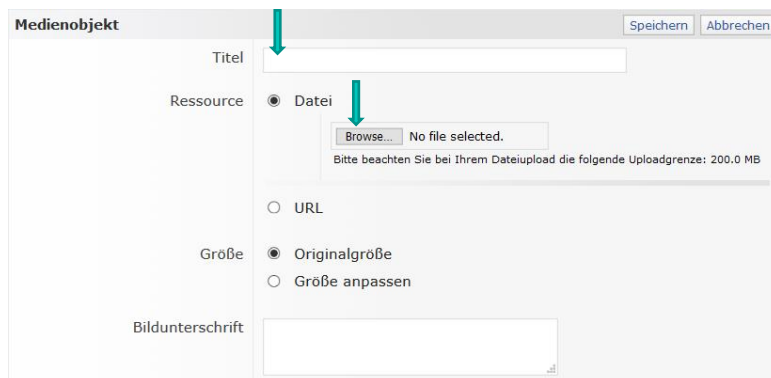 Medienobjekt Speichern Abbrechen
Titel
Ressource Datei
Browse... No file selected.
Bitte beachten Sie bei Ihrem Dateiupload die folgende Uploadgrenze: 200.0 MB
URL
Größe Originalgröße
Größe anpassen
Bildunterschrift